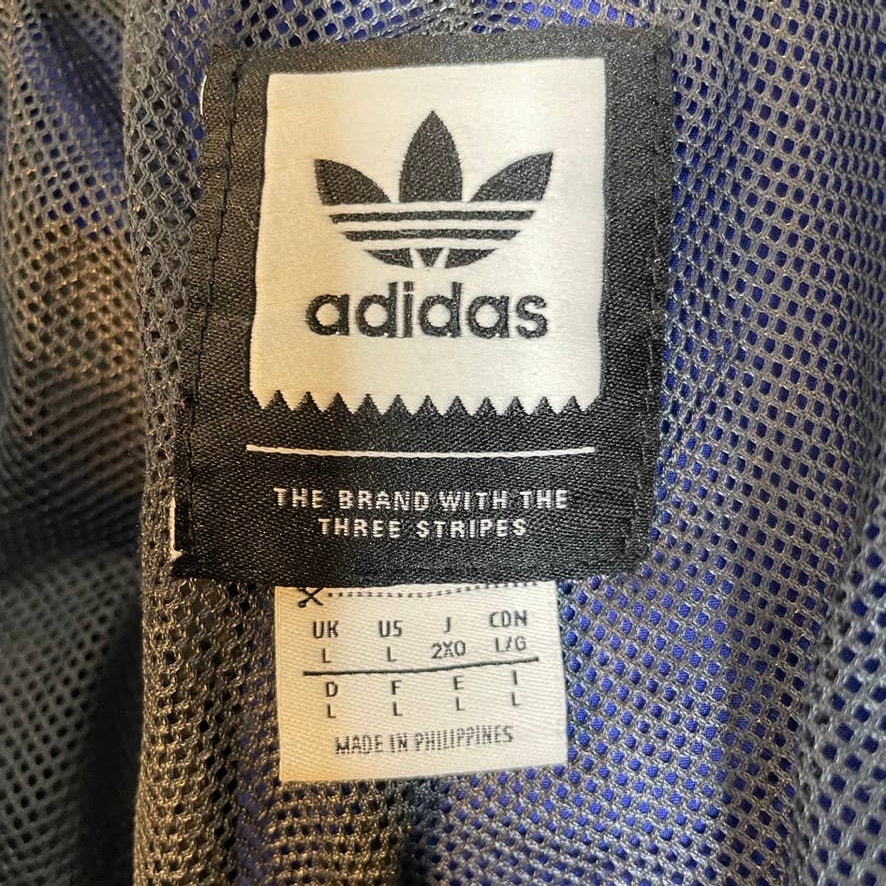 adidas
THE BRAND WITH THE
THREE STRIPES
UK US J CDN
L L 2XO L/G
D F E I
L L L L
MADE IN PHILIPPINES